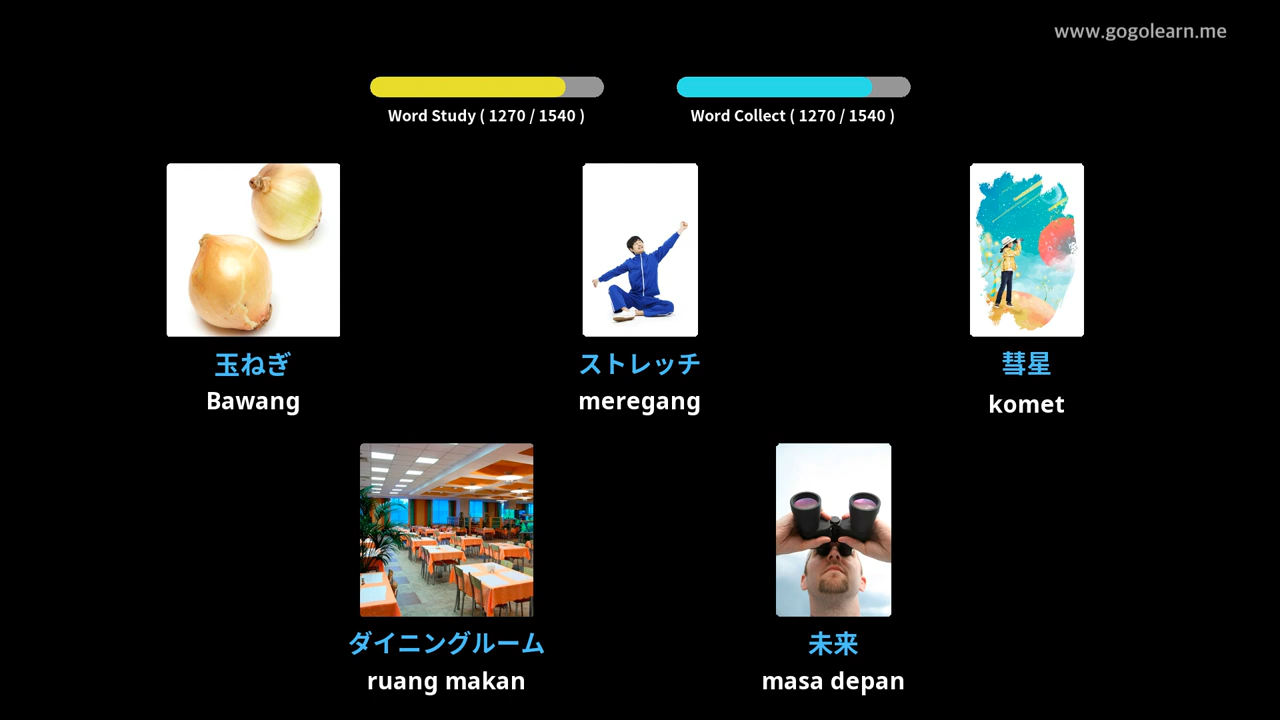 www.gogolearn.me
Word Study ( 1270 / 1540 )
Word Collect ( 1270 / 1540 )
玉ねぎ
Bawang
ストレッチ
meregang
彗星
komet
ダイニングルーム
ruang makan
未来
masa depan